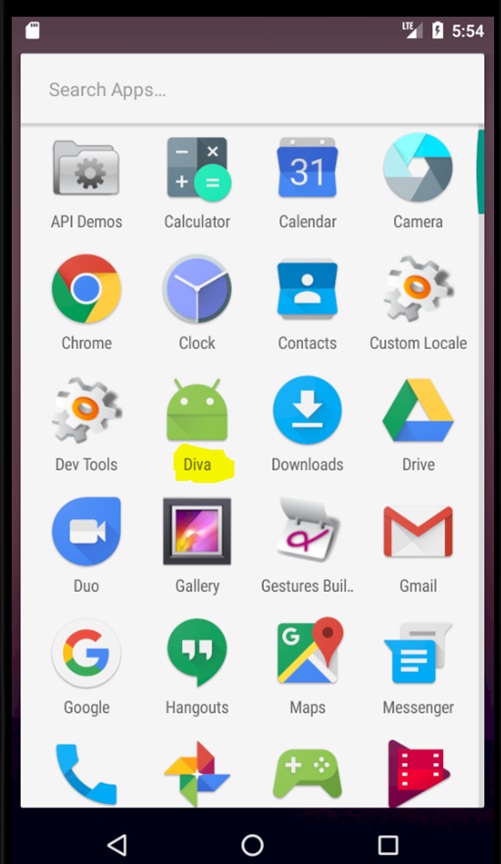 LTE 5:54
Search Apps...
API Demos Calculator Calendar Camera
31
Chrome Clock Contacts Custom Locale
Dev Tools Diva Downloads Drive
Duo Gallery Gestures Buil.. Gmail
G G
Google Hangouts Maps Messenger